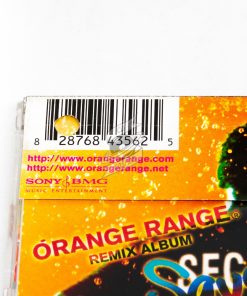 8 28768 43562 5
http://www.orangerange.com
http://www.orangerange.net
SONY BMG
MUSIC ENTERTAINMENT
ORANGE RANGE®
REMIX ALBUM
SEC